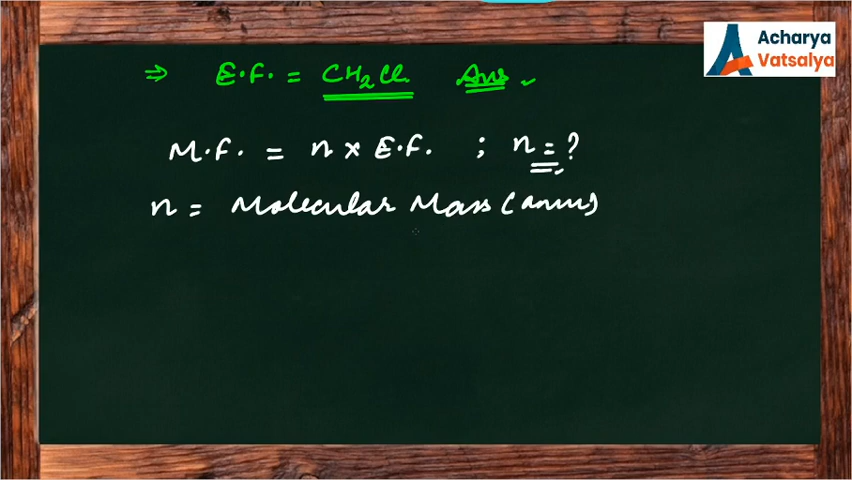 Acharya
Vatsalya
⇒ E.F. = CH₂Cl Ans
M.F. = n × E.F. ; n = ?
n = Molecular Mass (amu)